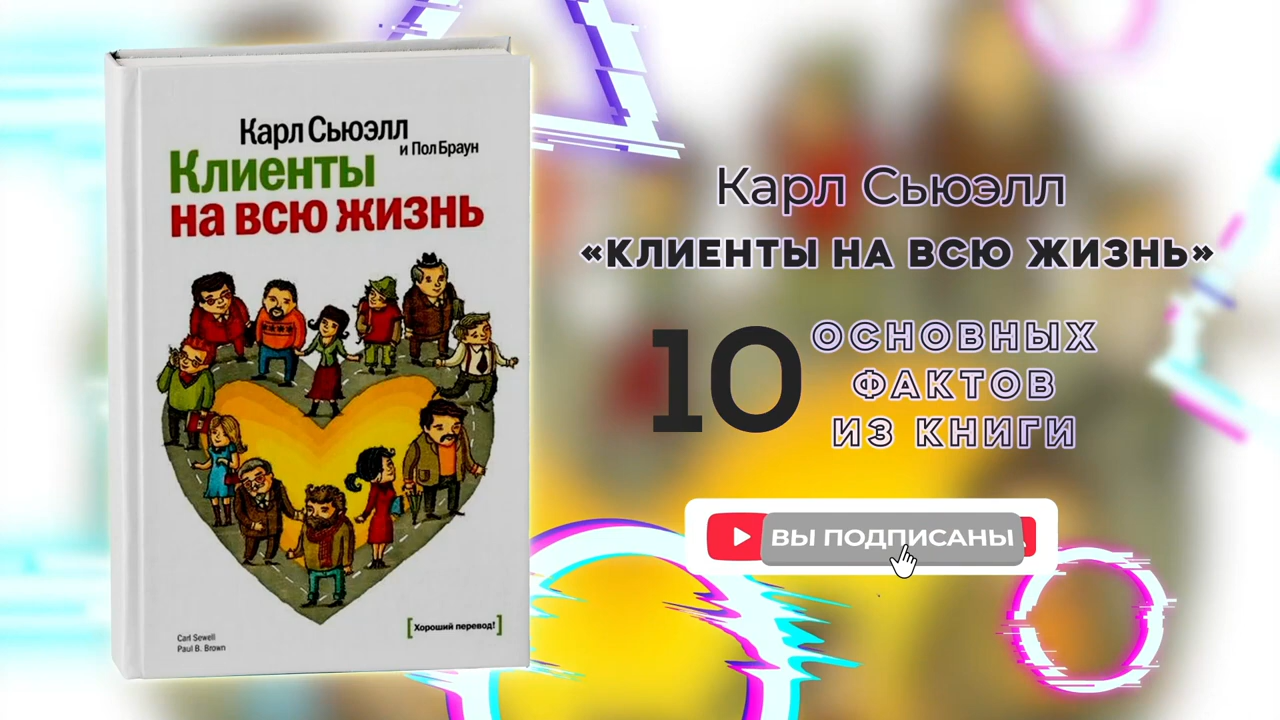 Карл Сьюэлл
и Пол Браун
Клиенты
на всю жизнь
[Хороший перевод!]
Carl Sewell
Paul B. Brown
Карл Сьюэлл
«КЛИЕНТЫ НА ВСЮ ЖИЗНЬ»
10 ОСНОВНЫХ
ФАКТОВ
ИЗ КНИГИ
ВЫ ПОДПИСАНЫ